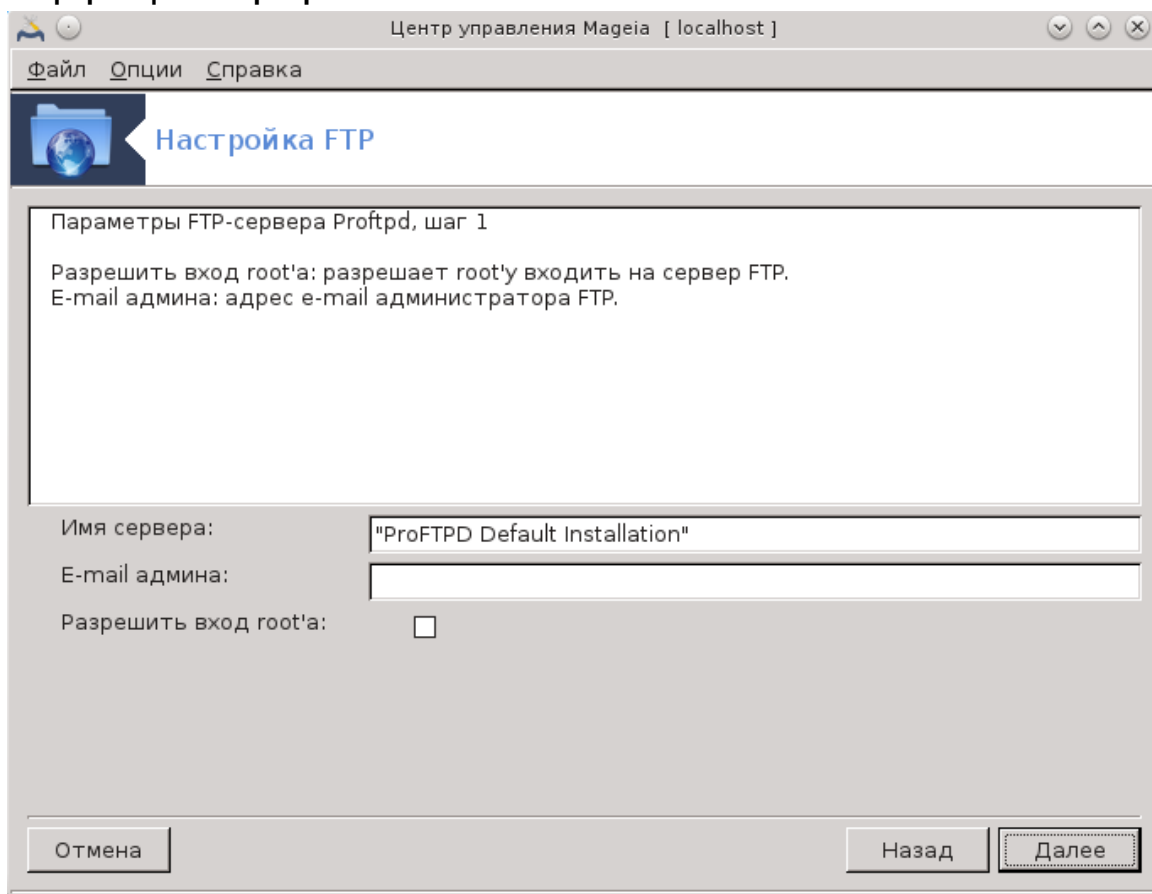 Центр управления Mageia [ localhost ]
Файл Опции Справка
Настройка FTP
Параметры FTP-сервера Proftpd, шаг 1
Разрешить вход root'а: разрешает root'у входить на сервер FTP.
E-mail админа: адрес e-mail администратора FTP.
Имя сервера: "ProFTPD Default Installation"
E-mail админа:
Разрешить вход root'а:
Отмена Назад Далее